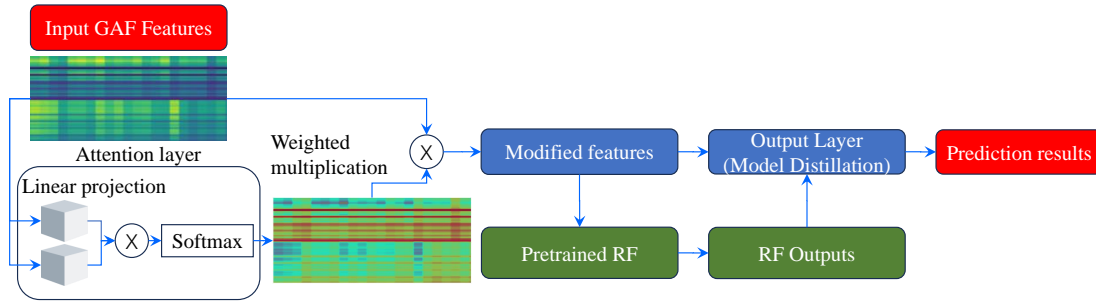 Input GAF Features
Attention layer
Linear projection
X
Softmax
Weighted
multiplication
X
Modified features
Output Layer
(Model Distillation)
Prediction results
Pretrained RF
RF Outputs